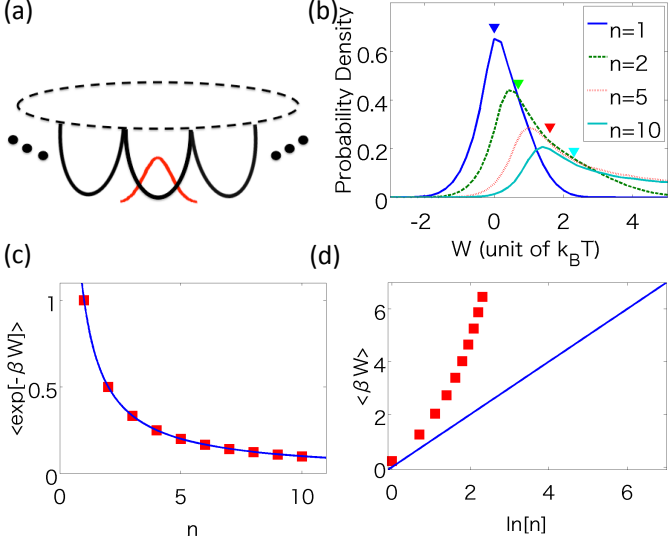 (a)
(b)
Probability Density
0.6
0.4
0.2
0
-2
0
2
4
W (unit of k_BT)
n=1
n=2
n=5
n=10
(c)
<exp[-βW]>
1
0.5
0
0
5
10
n
(d)
<βW>
6
4
2
0
0
2
4
6
ln[n]